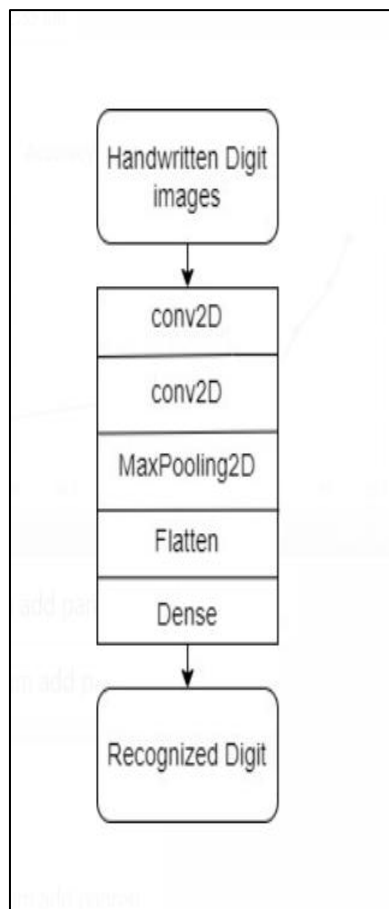 Handwritten Digit
images
conv2D
conv2D
MaxPooling2D
Flatten
Dense
Recognized Digit